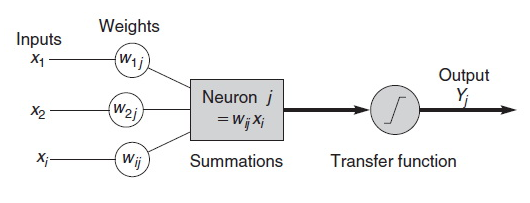 Inputs
Weights
x₁
w₁ⱼ
x₂
w₂ⱼ
xᵢ
wᵢⱼ
Neuron j
= wᵢⱼ xᵢ
Summations
Transfer function
Output
Yⱼ